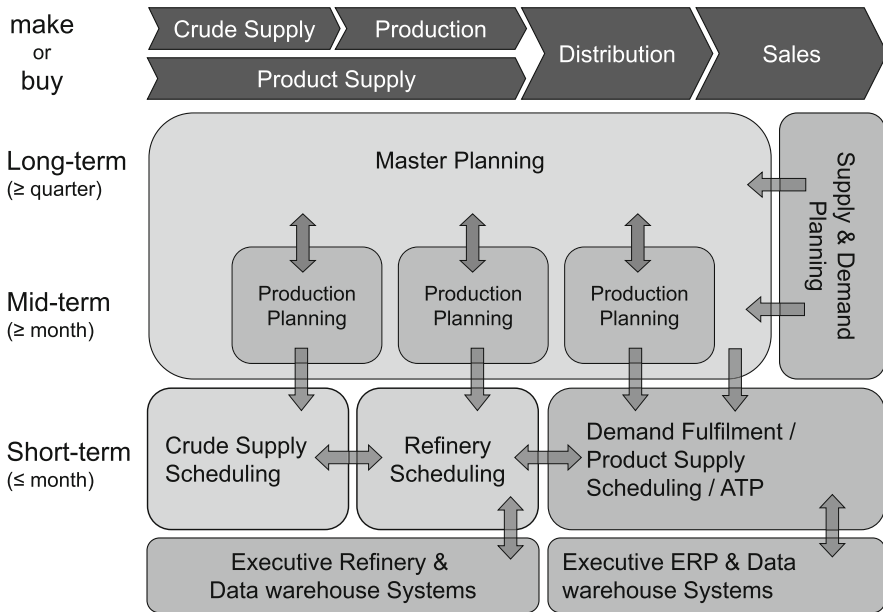 make
or
buy
Crude Supply
Production
Product Supply
Distribution
Sales
Long-term
(≥ quarter)
Master Planning
Supply & Demand
Planning
Mid-term
(≥ month)
Production
Planning
Production
Planning
Production
Planning
Short-term
(≤ month)
Crude Supply
Scheduling
Refinery
Scheduling
Demand Fulfilment /
Product Supply
Scheduling / ATP
Executive Refinery &
Data warehouse Systems
Executive ERP & Data
warehouse Systems